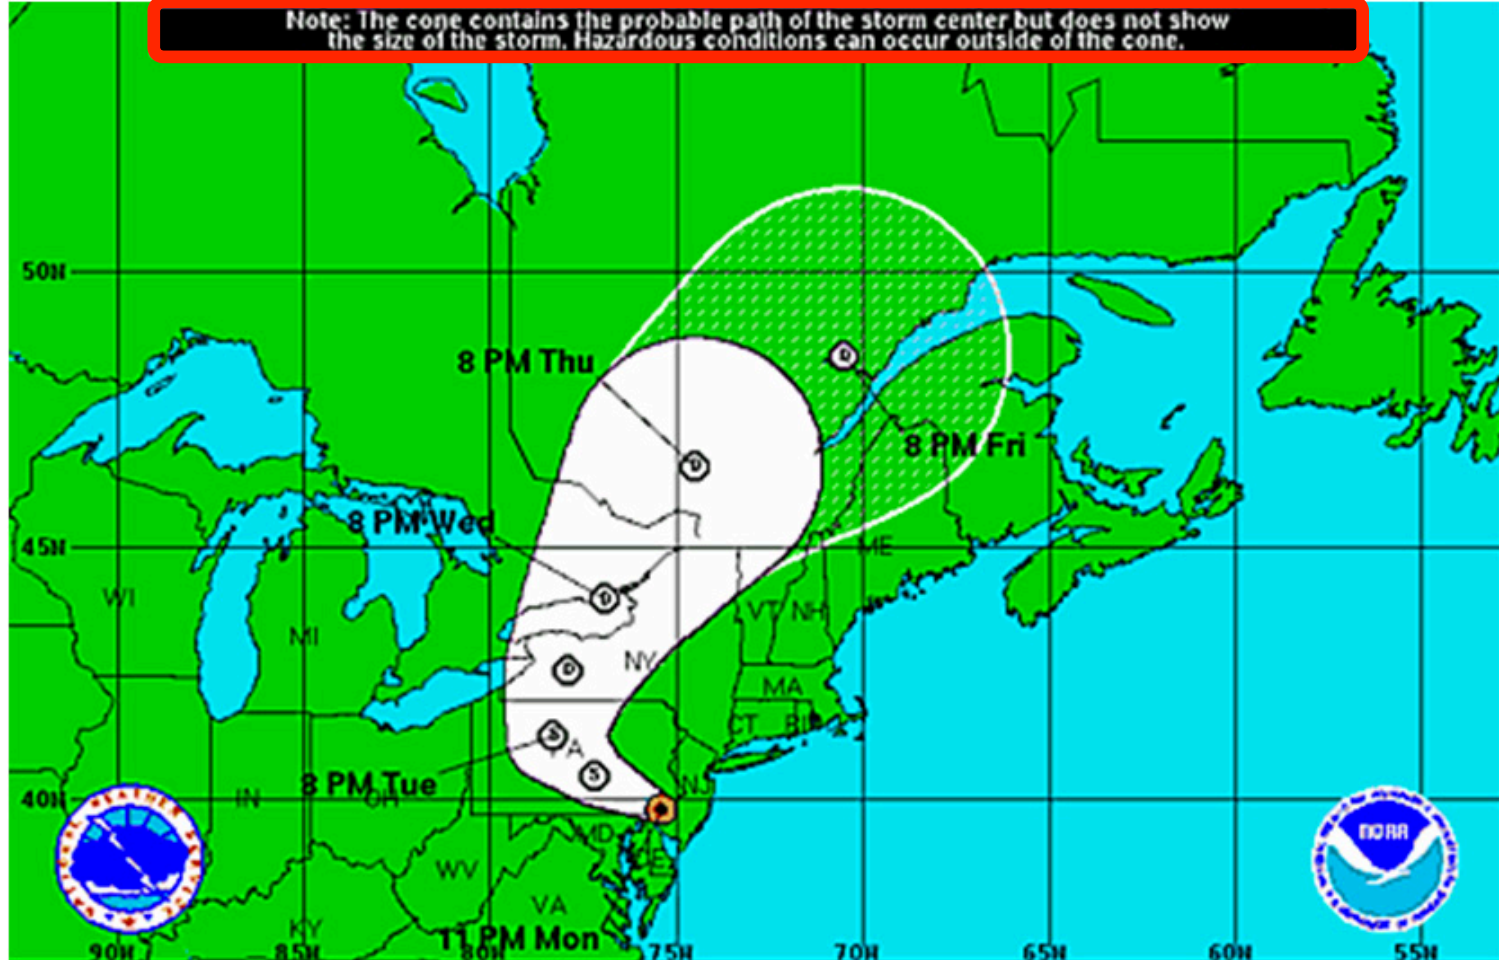 Note: The cone contains the probable path of the storm center but does not show
the size of the storm. Hazardous conditions can occur outside of the cone.
50N
8 PM Thu
8 PM Fri
8 PM Wed
45N
ME
WI
VT NH
MI
NY
MA
CT RI
PA
8 PM Tue
NJ
40N
IN
OH
MD
DE
NOAA
WV
VA
KY
11 PM Mon
90W 85W 80W 75W 70W 65W 60W 55W
D
D
D
D
S
S